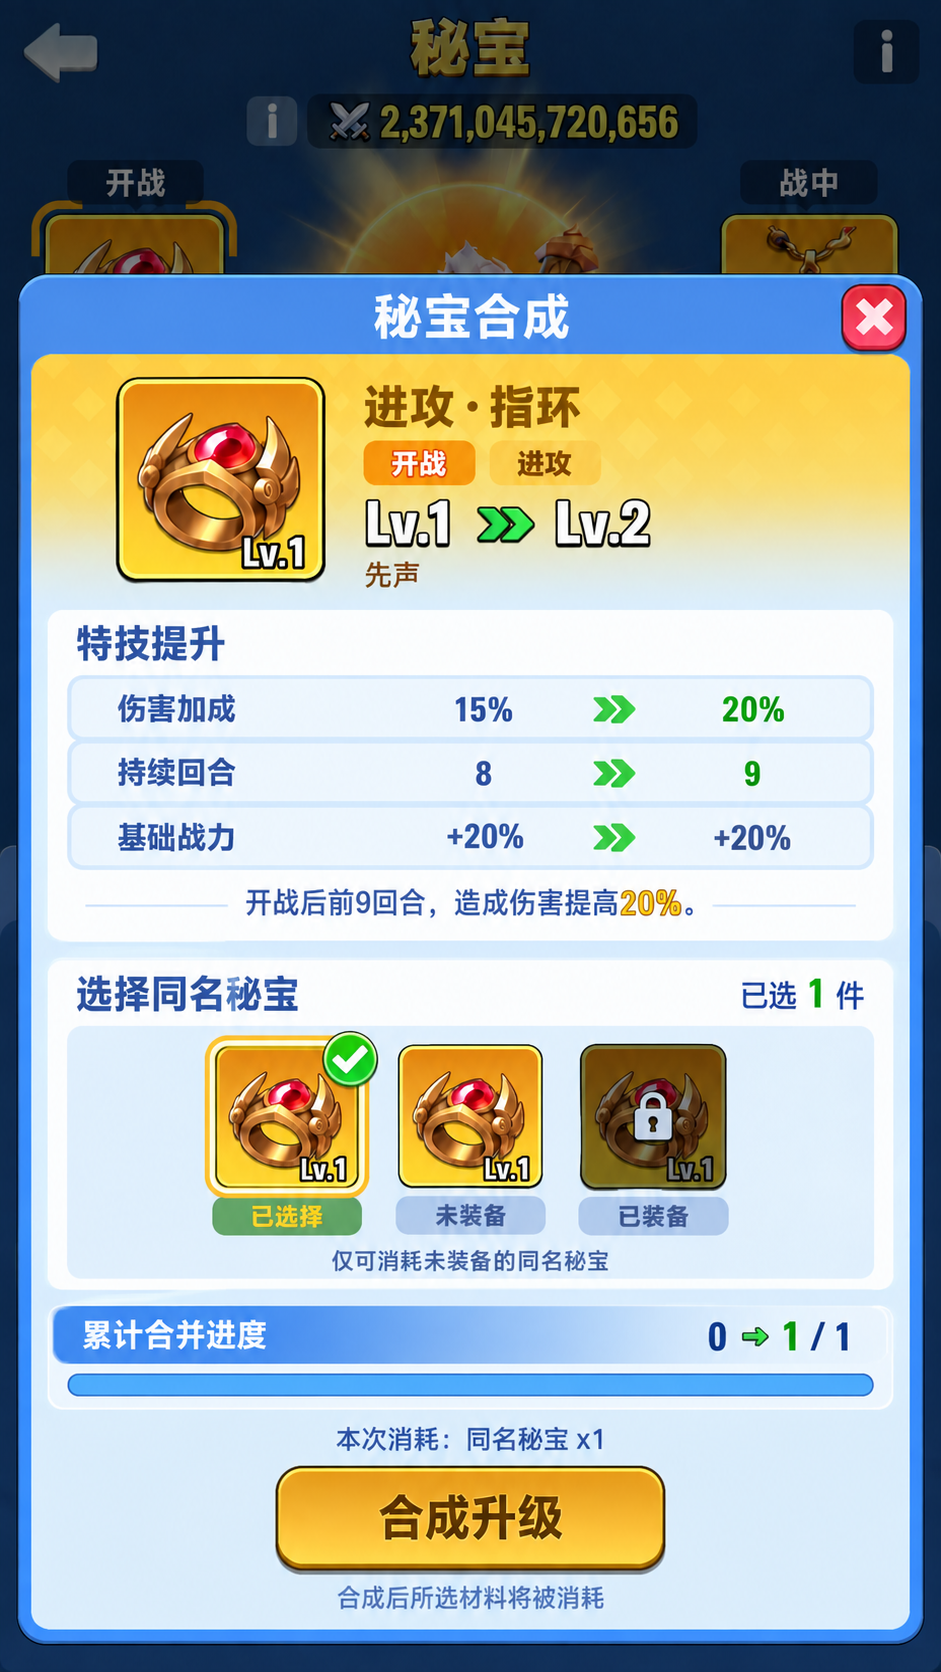 秘宝
i
i 2,371,045,720,656
开战
战中
秘宝合成
进攻·指环
开战 进攻
Lv.1 Lv.2
Lv.1
先声
特技提升
伤害加成 15% 20%
持续回合 8 9
基础战力 +20% +20%
开战后前9回合，造成伤害提高20%。
选择同名秘宝 已选 1 件
Lv.1 Lv.1 Lv.1
已选择 未装备 已装备
仅可消耗未装备的同名秘宝
累计合并进度 0 → 1 / 1
本次消耗：同名秘宝 x1
合成升级
合成后所选材料将被消耗